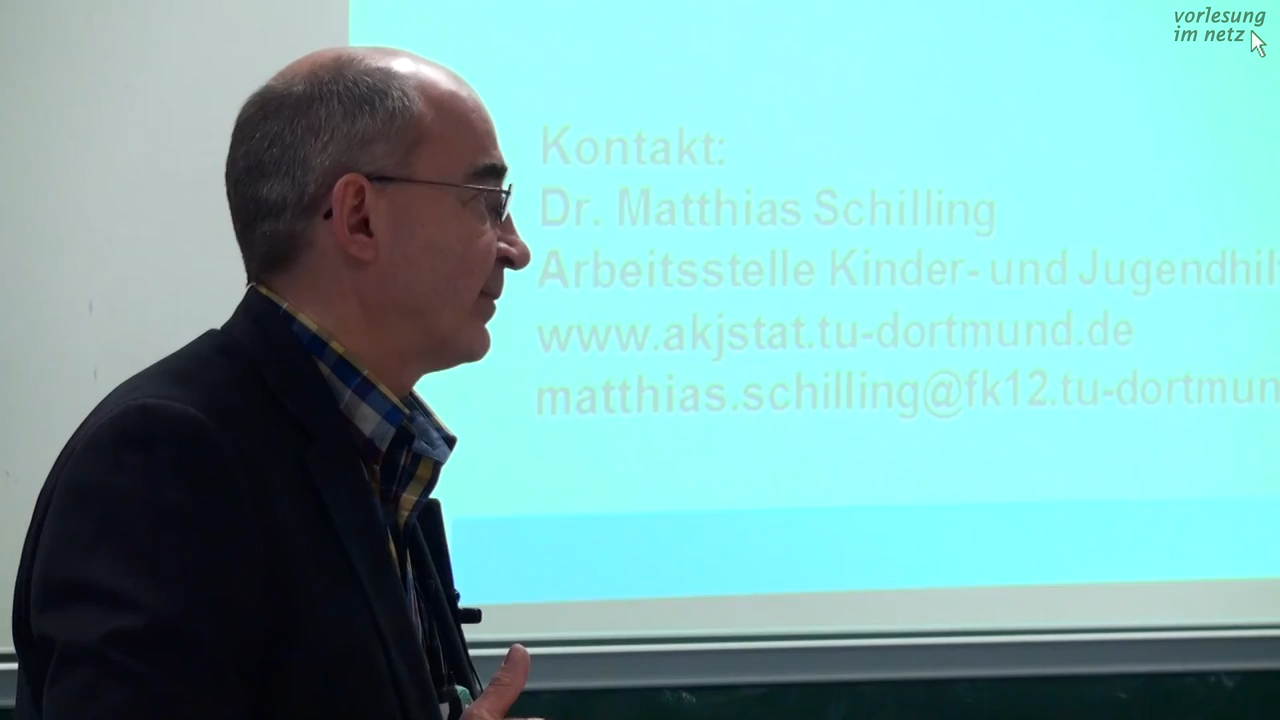 vorlesung
im netz
Kontakt:
Dr. Matthias Schilling
Arbeitsstelle Kinder- und Jugendhil
www.akjstat.tu-dortmund.de
matthias.schilling@fk12.tu-dortmun